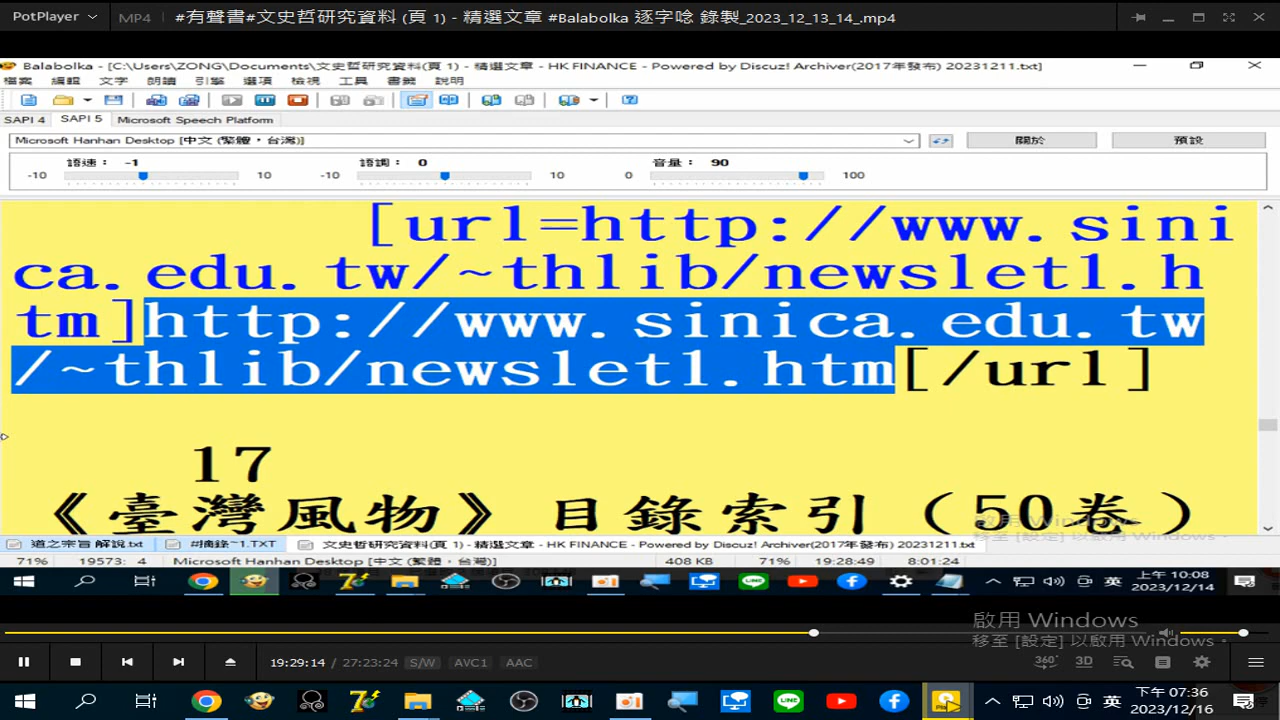 PotPlayer
MP4
#有聲書#文史哲研究資料 (頁 1) - 精選文章 #Balabolka 逐字唸 錄製_2023_12_13_14_.mp4
Balabolka - [C:\Users\ZONG\Documents\文史哲研究資料(頁 1) - 精選文章 - HK FINANCE - Powered by Discuz! Archiver(2017年發布) 20231211.txt]
檔案 編輯 文字 朗讀 引擎 選項 檢視 工具 書籤 說明
SAPI 4 SAPI 5 Microsoft Speech Platform
Microsoft Hanhan Desktop [中文 (繁體，台灣)] 關於 預設
語速： -1 語調： 0 音量： 90
-10 10 -10 10 0 100
[url=http://www.sini
ca.edu.tw/~thlib/newsletl.h
tm]http://www.sinica.edu.tw
/~thlib/newsletl.htm[/url]
17
《臺灣風物》目錄索引（50卷）
啟用 Windows
移至 [設定] 以啟用 Windows。
道之宗旨 解說.txt #摘錄~1.TXT 文史哲研究資料(頁 1) - 精選文章 - HK FINANCE - Powered by Discuz! Archiver(2017年發布) 20231211.txt
71% 19573: 4 Microsoft Hanhan Desktop [中文 (繁體，台灣)] 408 KB 71% 19:28:49 8:01:24
英 上午 10:08
2023/12/14
啟用 Windows
移至 [設定] 以啟用 Windows。
19:29:14 / 27:23:24 S/W AVC1 AAC 360° 3D
英 下午 07:36
2023/12/16